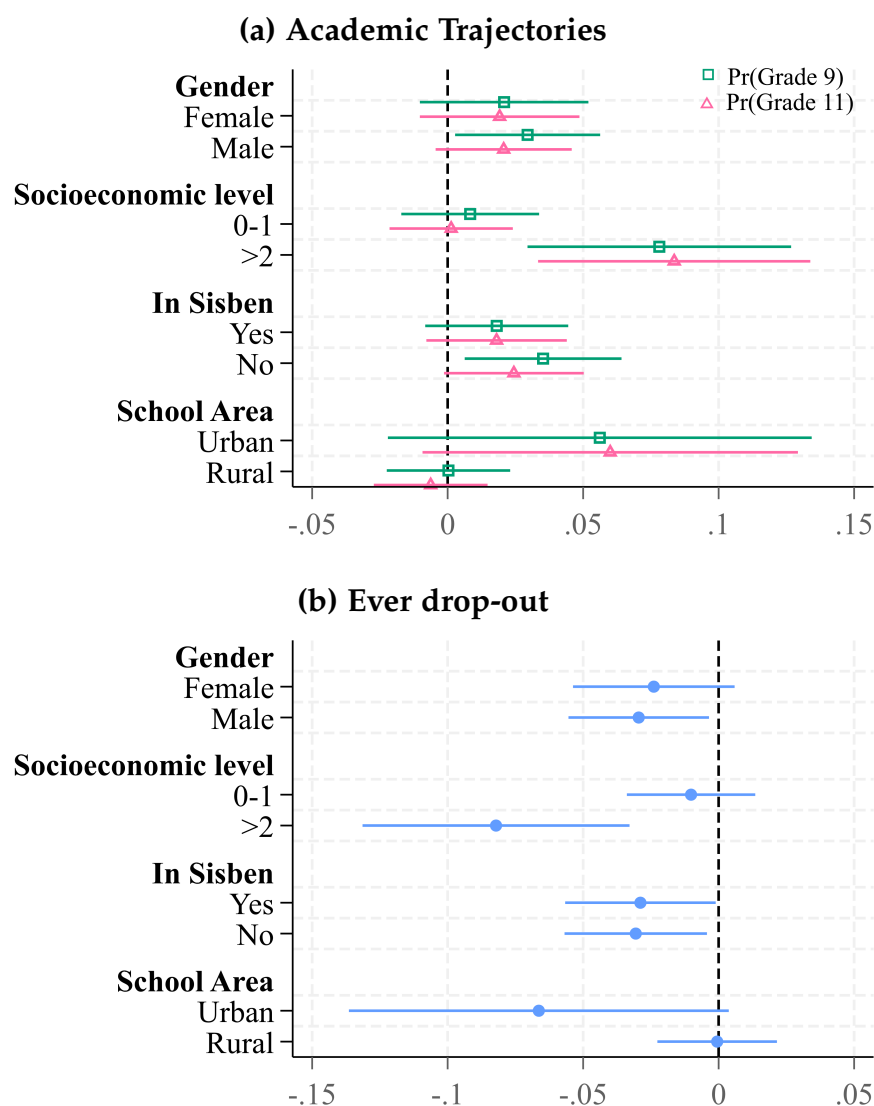 (a) Academic Trajectories
Pr(Grade 9)
Pr(Grade 11)
Gender
Female
Male
Socioeconomic level
0-1
>2
In Sisben
Yes
No
School Area
Urban
Rural
-.05 0 .05 .1 .15
(b) Ever drop-out
Gender
Female
Male
Socioeconomic level
0-1
>2
In Sisben
Yes
No
School Area
Urban
Rural
-.15 -.1 -.05 0 .05